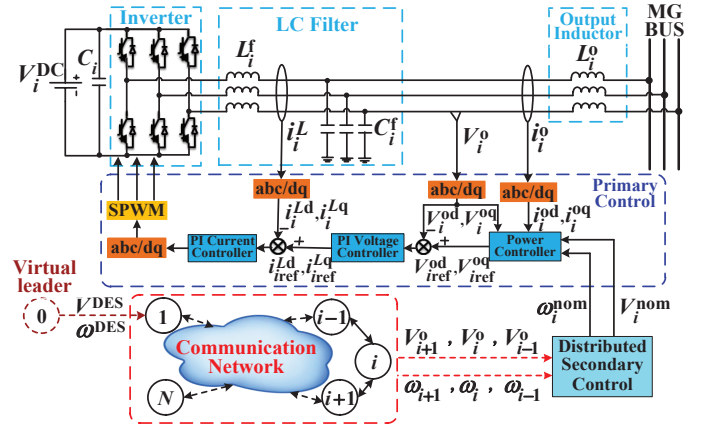 Inverter
LC Filter
Output
Inductor
MG
BUS
V_i^DC
C_i
L_i^f
L_i^o
i_i^L
C_i^f
V_i^o
i_i^o
abc/dq
abc/dq
abc/dq
Primary
Control
SPWM
i_i^Ld, i_i^Lq
V_i^od, V_i^oq
i_i^od, i_i^oq
abc/dq
PI Current
Controller
− +
i_iref^Ld, i_iref^Lq
PI Voltage
Controller
− +
V_iref^od, V_iref^oq
Power
Controller
Virtual
leader
0
V^DES
ω^DES
1
i−1
i
i+1
N
Communication
Network
V_i+1^o , V_i^o , V_i−1^o
ω_i+1 , ω_i , ω_i−1
ω_i^nom
V_i^nom
Distributed
Secondary
Control